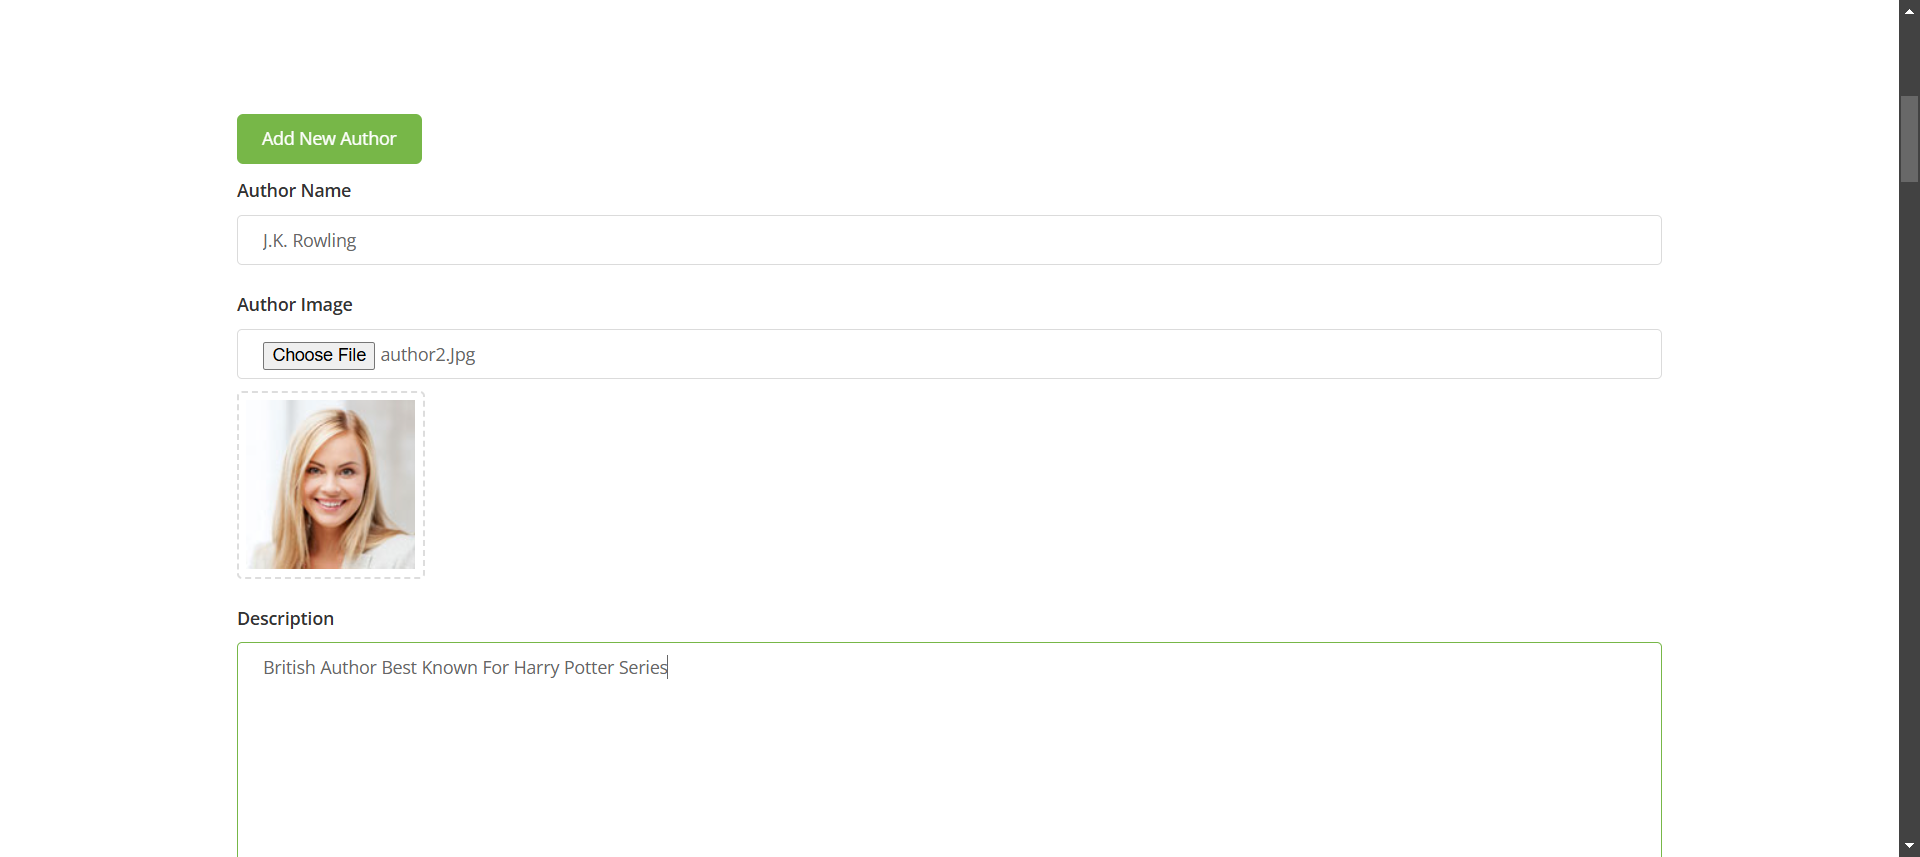 Add New Author
Author Name
J.K. Rowling
Author Image
Choose File author2.Jpg
Description
British Author Best Known For Harry Potter Series